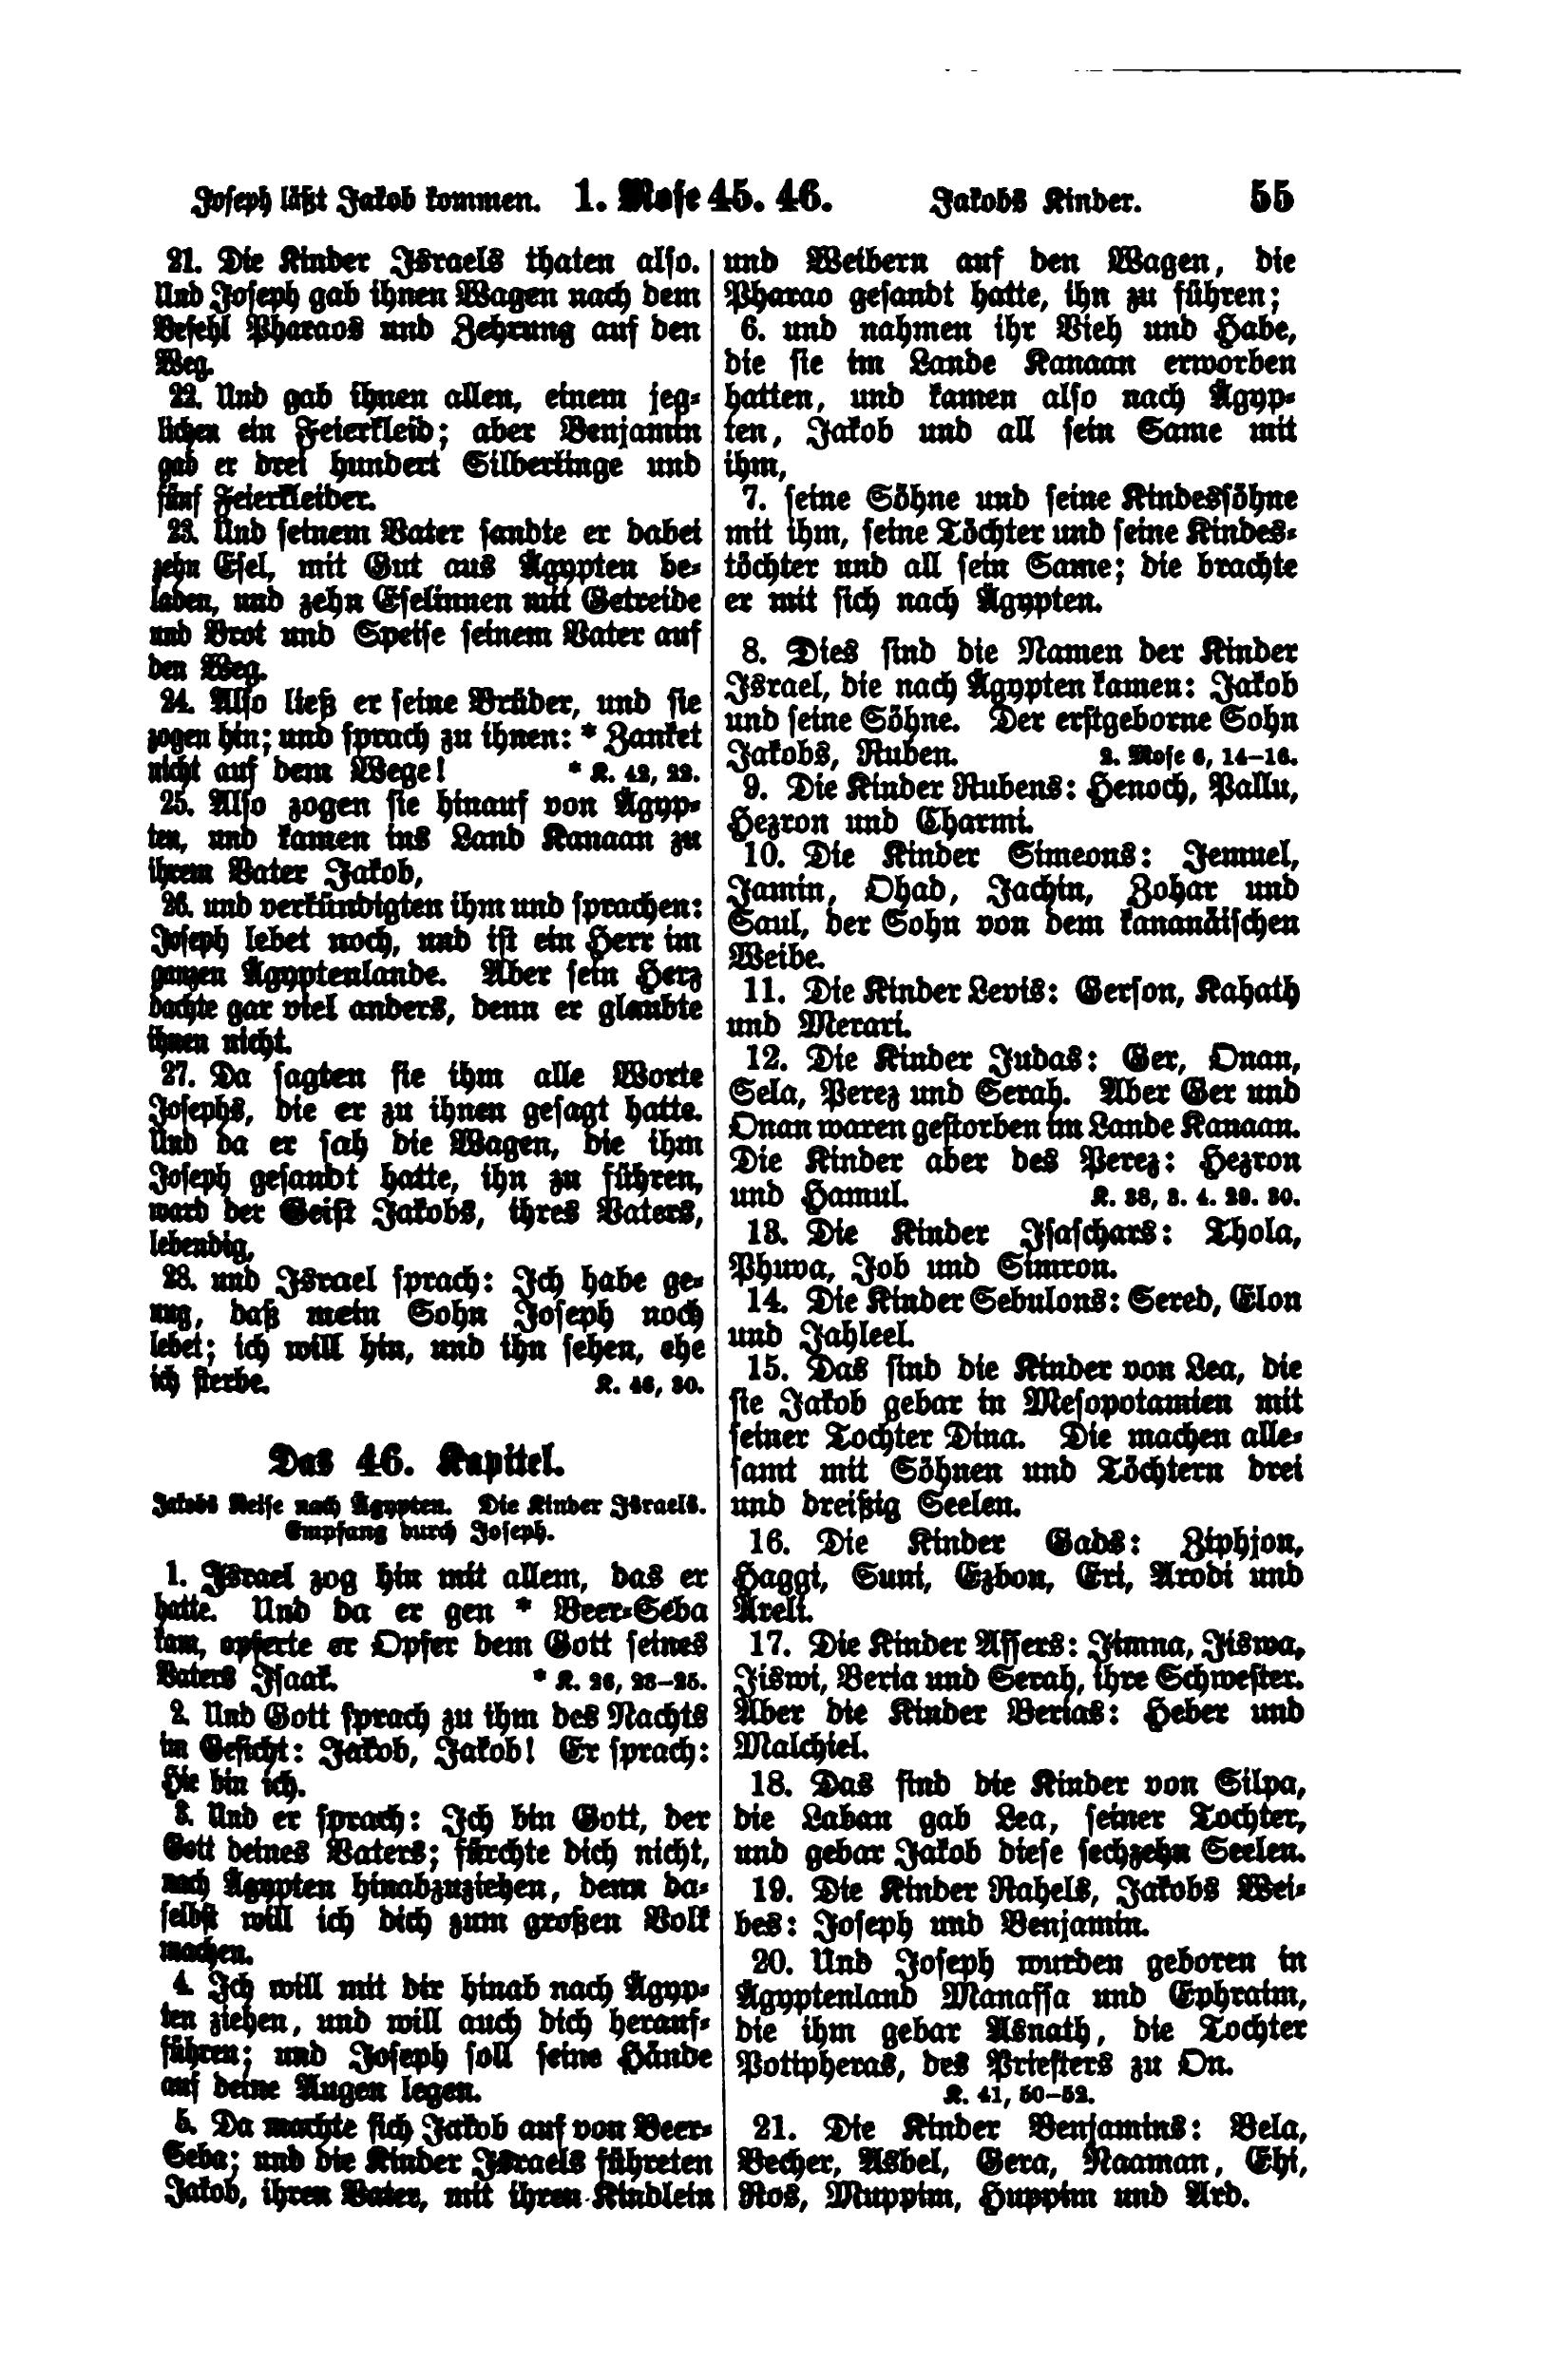 Joseph läßt Jakob kommen. 1. Mose 45. 46. Jakobs Kinder. 55
21. Die Kinder Israels thaten also.
Und Joseph gab ihnen Wagen nach dem
Befehl Pharaos und Zehrung auf den
Weg.
22. Und gab ihnen allen, einem jeg-
lichen ein Feierkleid; aber Benjamin
gab er drei hundert Silberlinge und
fünf Feierkleider.
23. Und seinem Vater sandte er dabei
zehn Esel, mit Gut aus Ägypten be-
laden, und zehn Eselinnen mit Getreide
und Brot und Speise seinem Vater auf
den Weg.
24. Also ließ er seine Brüder, und sie
zogen hin; und sprach zu ihnen: * Zanket
nicht auf dem Wege! * K. 42, 22.
25. Also zogen sie hinauf von Ägyp-
ten, und kamen ins Land Kanaan zu
ihrem Vater Jakob,
26. und verkündigten ihm und sprachen:
Joseph lebet noch, und ist ein Herr im
ganzen Ägyptenlande. Aber sein Herz
dachte gar viel anders, denn er glaubte
ihnen nicht.
27. Da sagten sie ihm alle Worte
Josephs, die er zu ihnen gesagt hatte.
Und da er sah die Wagen, die ihm
Joseph gesandt hatte, ihn zu führen,
ward der Geist Jakobs, ihres Vaters,
lebendig,
28. und Israel sprach: Ich habe ge-
nug, daß mein Sohn Joseph noch
lebet; ich will hin, und ihn sehen, ehe
ich sterbe. K. 46, 30.
Das 46. Kapitel.
Jakobs Reise nach Ägypten. Die Kinder Israels.
Empfang durch Joseph.
1. Israel zog hin mit allem, das er
hatte. Und da er gen * Beer-Seba
kam, opferte er Opfer dem Gott seines
Vaters Isaak. * K. 26, 23–25.
2. Und Gott sprach zu ihm des Nachts
im Gesicht: Jakob, Jakob! Er sprach:
Hie bin ich.
3. Und er sprach: Ich bin Gott, der
Gott deines Vaters; fürchte dich nicht,
nach Ägypten hinabzuziehen, denn da-
selbst will ich dich zum großen Volk
machen.
4. Ich will mit dir hinab nach Ägyp-
ten ziehen, und will auch dich herauf-
führen; und Joseph soll seine Hände
auf deine Augen legen.
5. Da machte sich Jakob auf von Beer-
Seba; und die Kinder Israels führeten
Jakob, ihren Vater, mit ihren Kindlein
und Weibern auf den Wagen, die
Pharao gesandt hatte, ihn zu führen;
6. und nahmen ihr Vieh und Habe,
die sie im Lande Kanaan erworben
hatten, und kamen also nach Ägyp-
ten, Jakob und all sein Same mit
ihm,
7. seine Söhne und seine Kindessöhne
mit ihm, seine Töchter und seine Kindes-
töchter und all sein Same; die brachte
er mit sich nach Ägypten.
8. Dies sind die Namen der Kinder
Israel, die nach Ägypten kamen: Jakob
und seine Söhne. Der erstgeborne Sohn
Jakobs, Ruben. 2. Mose 6, 14–16.
9. Die Kinder Rubens: Henoch, Pallu,
Hezron und Charmi.
10. Die Kinder Simeons: Jemuel,
Jamin, Ohad, Jachin, Zohar und
Saul, der Sohn von dem kananäischen
Weibe.
11. Die Kinder Levis: Gerson, Kahath
und Merari.
12. Die Kinder Judas: Ger, Onan,
Sela, Perez und Serah. Aber Ger und
Onan waren gestorben im Lande Kanaan.
Die Kinder aber des Perez: Hezron
und Hamul. K. 38, 3. 4. 29. 30.
13. Die Kinder Isaschars: Thola,
Phuva, Job und Simron.
14. Die Kinder Sebulons: Sered, Elon
und Jahleel.
15. Das sind die Kinder von Lea, die
sie Jakob gebar in Mesopotamien mit
seiner Tochter Dina. Die machen alle-
samt mit Söhnen und Töchtern drei
und dreißig Seelen.
16. Die Kinder Gads: Ziphjon,
Haggi, Suni, Ezbon, Eri, Arodi und
Areli.
17. Die Kinder Assers: Jimna, Jiswa,
Jiswi, Beria und Serah, ihre Schwester.
Aber die Kinder Berias: Heber und
Malchiel.
18. Das sind die Kinder von Silpa,
die Laban gab Lea, seiner Tochter,
und gebar Jakob diese sechzehn Seelen.
19. Die Kinder Rahels, Jakobs Wei-
bes: Joseph und Benjamin.
20. Und Joseph wurden geboren in
Ägyptenland Manassa und Ephraim,
die ihm gebar Asnath, die Tochter
Potipheras, des Priesters zu On.
K. 41, 50–52.
21. Die Kinder Benjamins: Bela,
Becher, Asbel, Gera, Naaman, Ehi,
Ros, Muppim, Huppim und Ard.